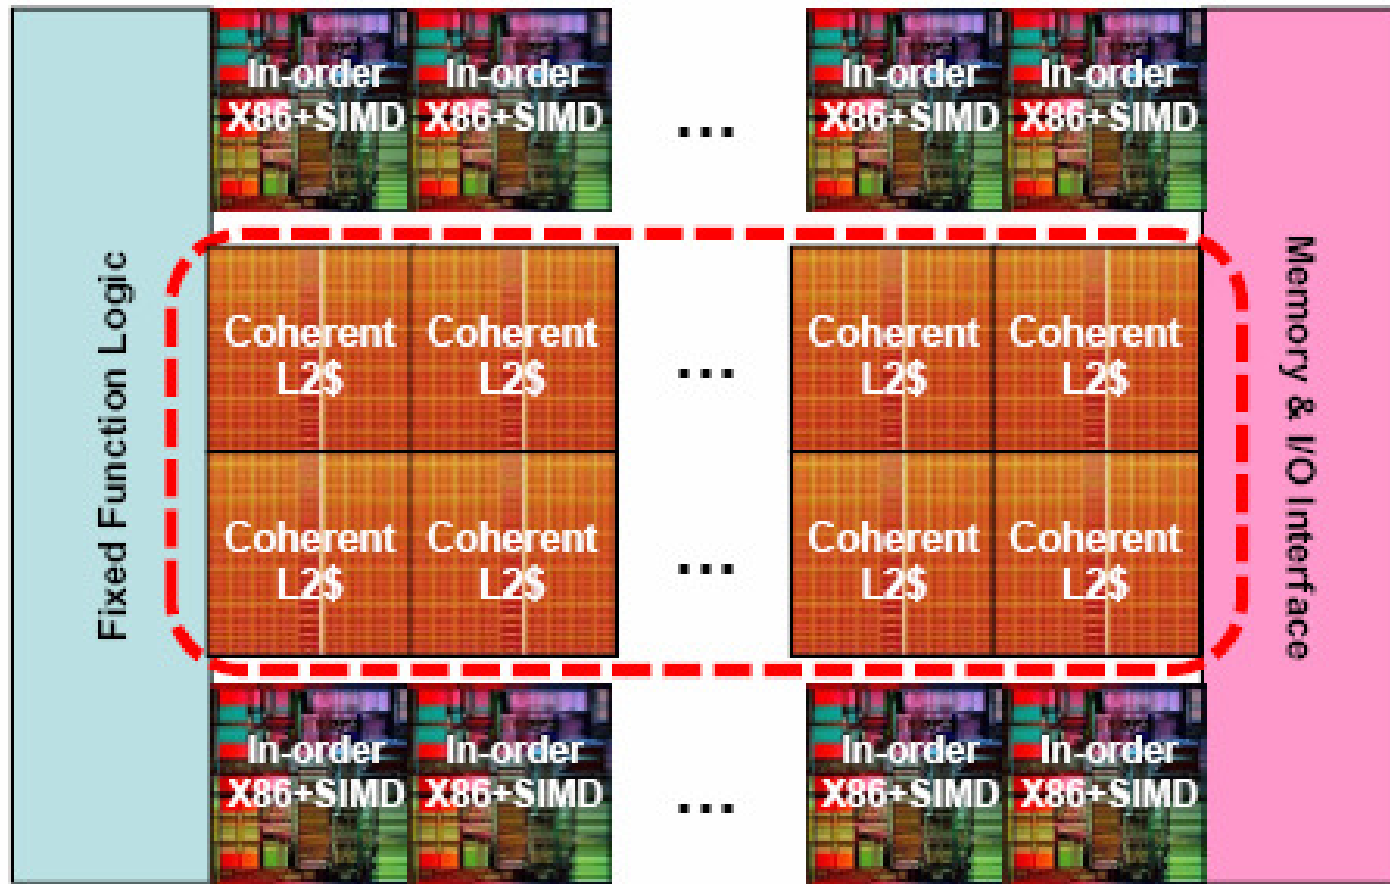 In-order
X86+SIMD
In-order
X86+SIMD
...
In-order
X86+SIMD
In-order
X86+SIMD
Fixed Function Logic
Coherent
L2$
Coherent
L2$
...
Coherent
L2$
Coherent
L2$
Memory & I/O Interface
Coherent
L2$
Coherent
L2$
...
Coherent
L2$
Coherent
L2$
In-order
X86+SIMD
In-order
X86+SIMD
...
In-order
X86+SIMD
In-order
X86+SIMD